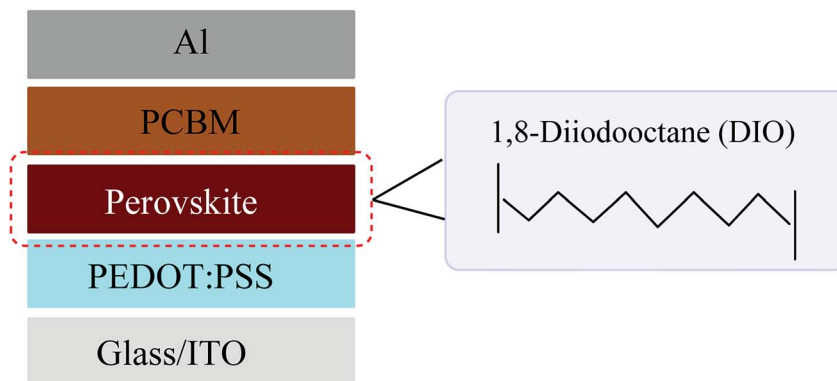 Al
PCBM
Perovskite
PEDOT:PSS
Glass/ITO
1,8-Diiodooctane (DIO)
I
I